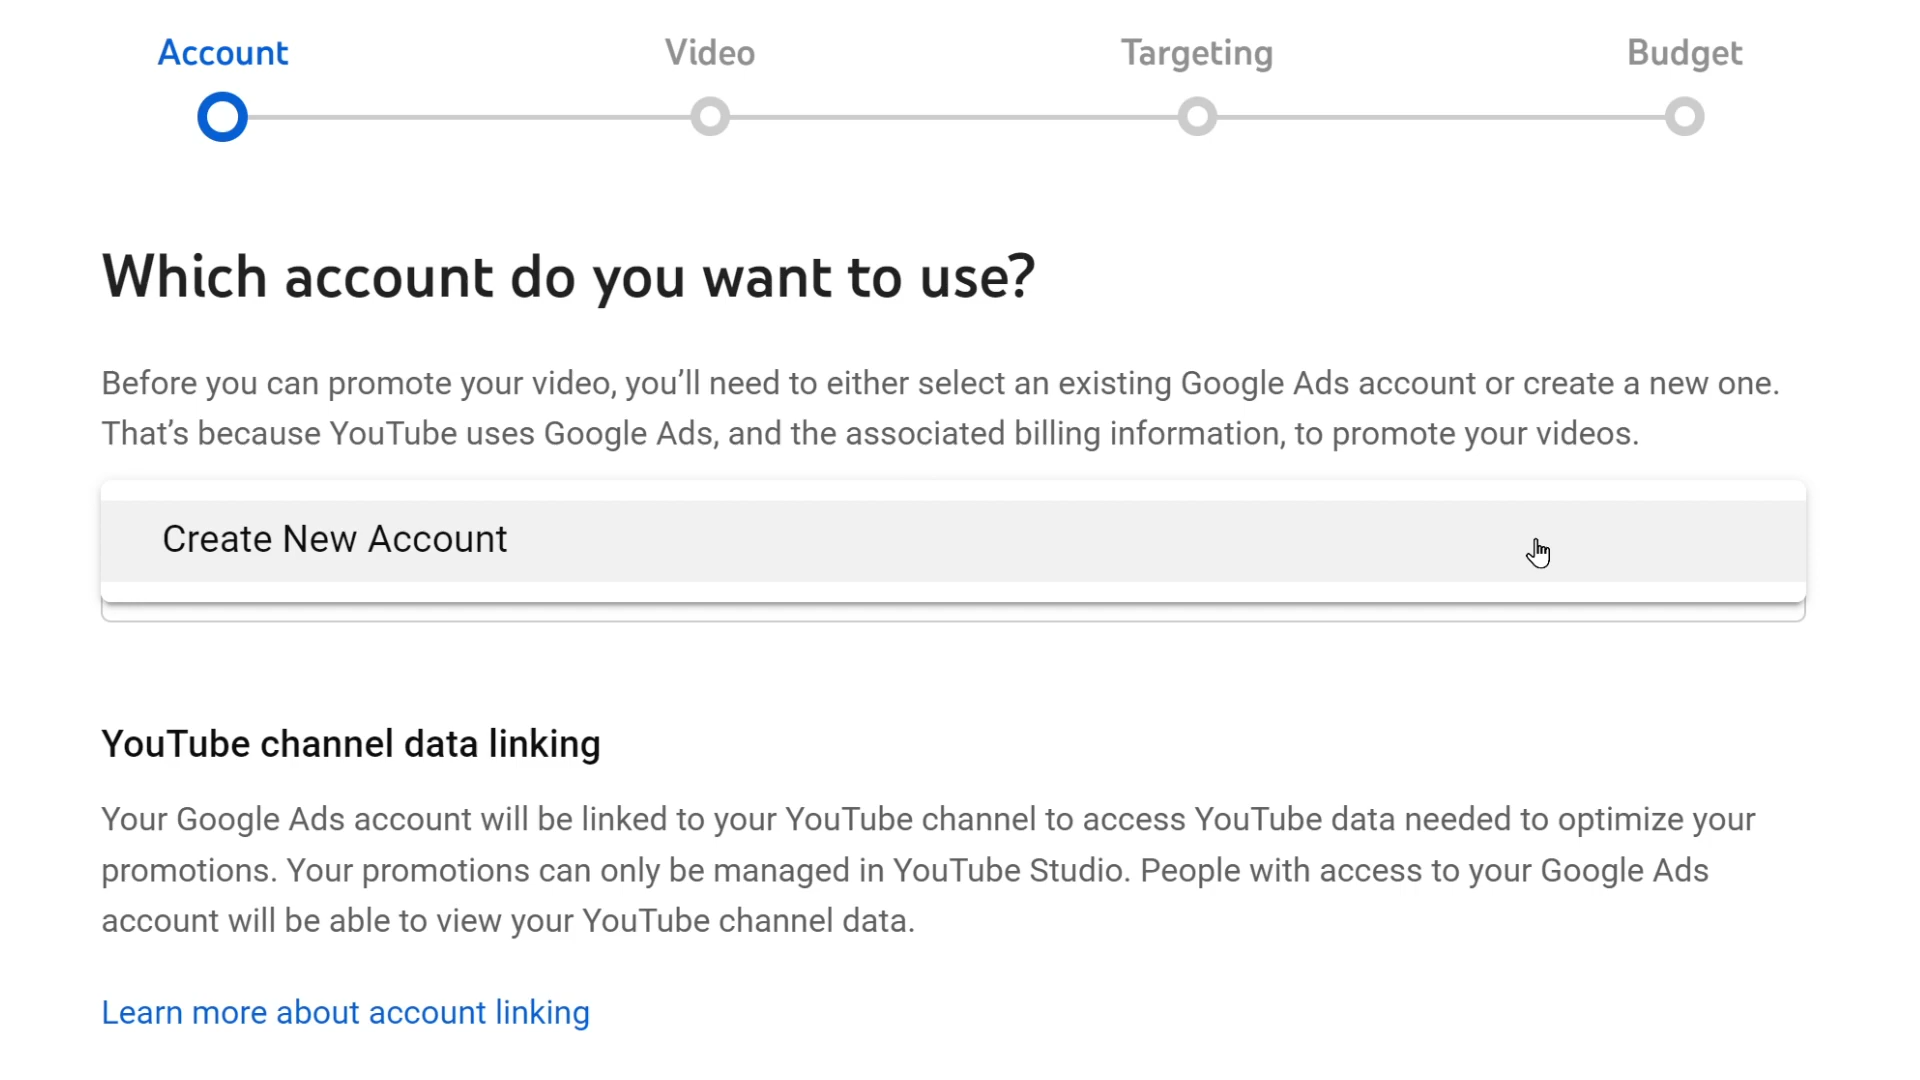 Account
Video
Targeting
Budget
Which account do you want to use?
Before you can promote your video, you’ll need to either select an existing Google Ads account or create a new one.
That’s because YouTube uses Google Ads, and the associated billing information, to promote your videos.
Create New Account
YouTube channel data linking
Your Google Ads account will be linked to your YouTube channel to access YouTube data needed to optimize your
promotions. Your promotions can only be managed in YouTube Studio. People with access to your Google Ads
account will be able to view your YouTube channel data.
Learn more about account linking